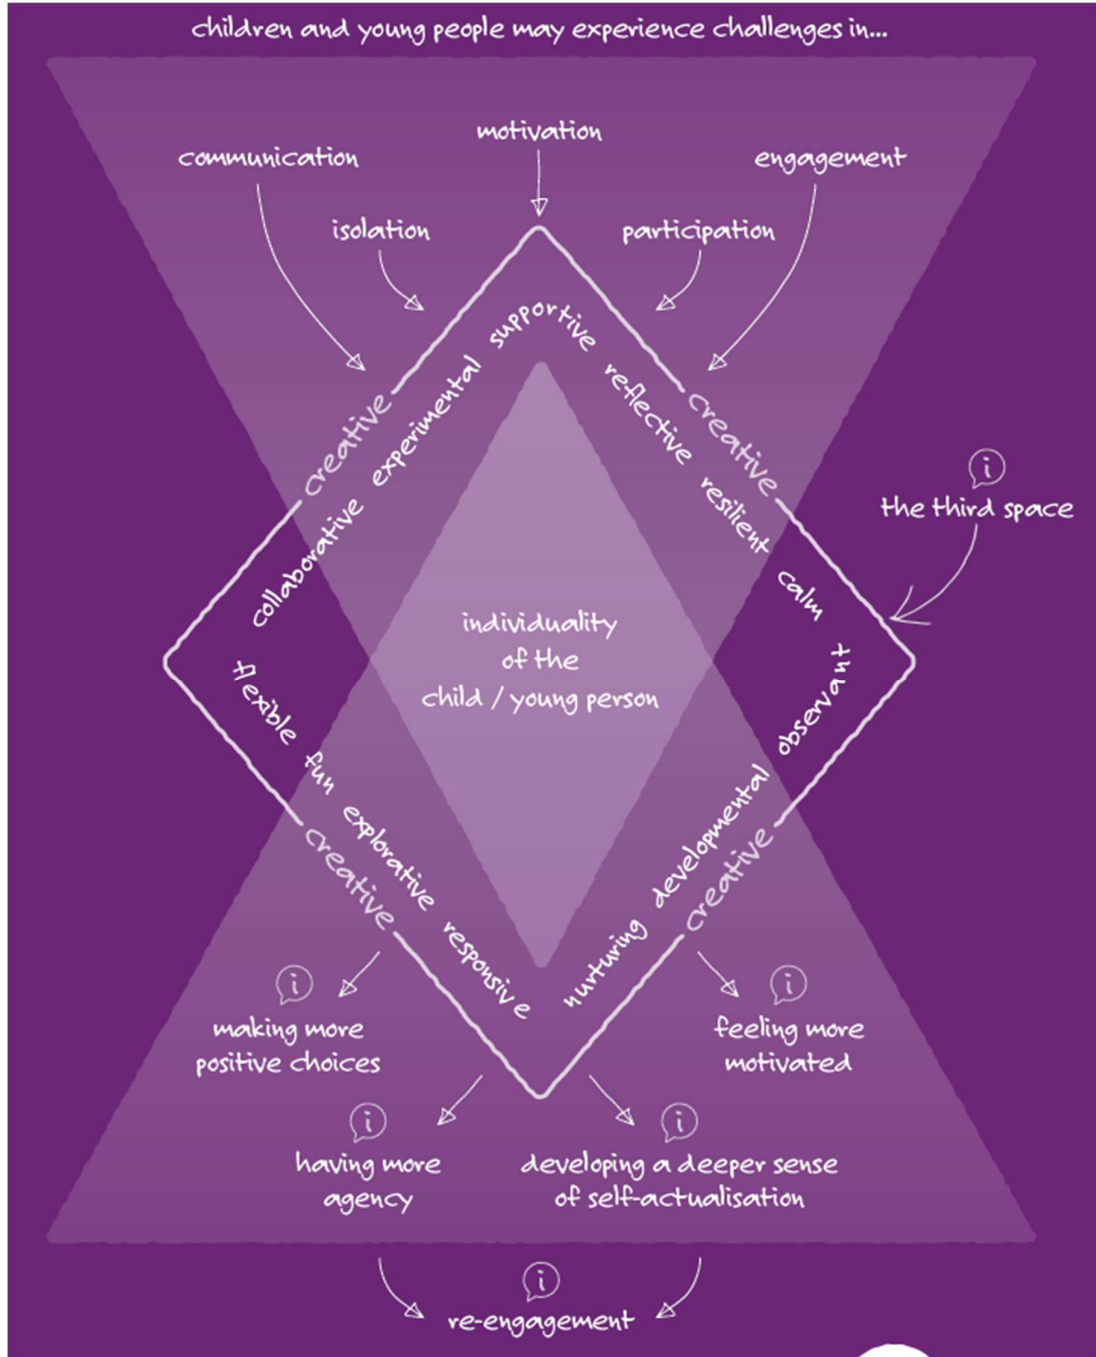 children and young people may experience challenges in...
motivation
communication
engagement
isolation
participation
supportive
experimental
reflective
creative
creative
collaborative
resilient
the third space
calm
individuality
of the
child / young person
flexible
observant
fun
developmental
explorative
creative
creative
responsive
nurturing
making more
positive choices
feeling more
motivated
having more
agency
developing a deeper sense
of self-actualisation
re-engagement